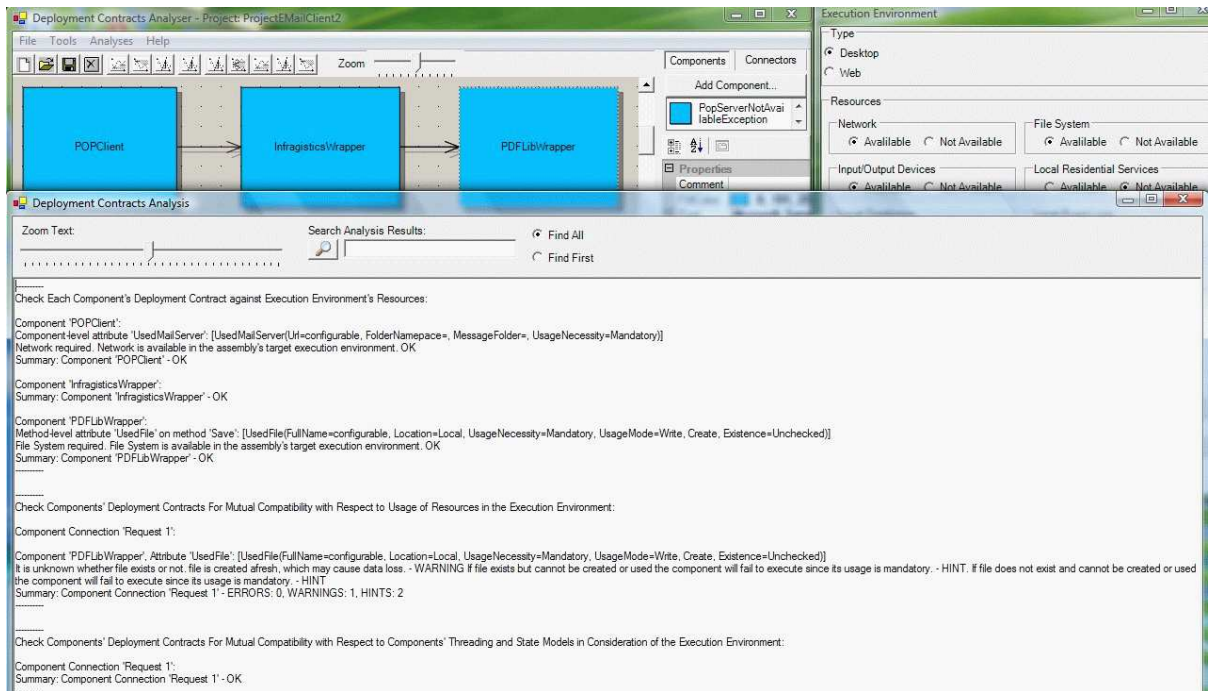 Deployment Contracts Analyser - Project: ProjectEMailClient2
File Tools Analyses Help
Zoom
Components Connectors
Add Component...
PopServerNotAvai
lableException
Properties
Comment
POPClient
InfragisticsWrapper
PDFLibWrapper
Execution Environment
Type
Desktop
Web
Resources
Network
Avalilable Not Available
File System
Avalilable Not Available
Input/Output Devices
Avalilable Not Available
Local Residential Services
Avalilable Not Available
Deployment Contracts Analysis
Zoom Text:
Search Analysis Results:
Find All
Find First
----------
Check Each Component's Deployment Contract against Execution Environment's Resources:
Component 'POPClient':
Component-level attribute 'UsedMailServer': [UsedMailServer(Url=configurable, FolderNamepace=, MessageFolder=, UsageNecessity=Mandatory)]
Network required. Network is available in the assembly's target execution environment. OK
Summary: Component 'POPClient' - OK
Component 'InfragisticsWrapper':
Summary: Component 'InfragisticsWrapper' - OK
Component 'PDFLibWrapper':
Method-level attribute 'UsedFile' on method 'Save': [UsedFile(FullName=configurable, Location=Local, UsageNecessity=Mandatory, UsageMode=Write, Create, Existence=Unchecked)]
File System required. File System is available in the assembly's target execution environment. OK
Summary: Component 'PDFLibWrapper' - OK
----------
----------
Check Components' Deployment Contracts For Mutual Compatibility with Respect to Usage of Resources in the Execution Environment:
Component Connection 'Request 1':
Component 'PDFLibWrapper', Attribute 'UsedFile': [UsedFile(FullName=configurable, Location=Local, UsageNecessity=Mandatory, UsageMode=Write, Create, Existence=Unchecked)]
It is unknown whether file exists or not. file is created afresh, which may cause data loss. - WARNING If file exists but cannot be created or used the component will fail to execute since its usage is mandatory. - HINT. If file does not exist and cannot be created or used
the component will fail to execute since its usage is mandatory. - HINT
Summary: Component Connection 'Request 1' - ERRORS: 0, WARNINGS: 1, HINTS: 2
----------
----------
Check Components' Deployment Contracts For Mutual Compatibility with Respect to Components' Threading and State Models in Consideration of the Execution Environment:
Component Connection 'Request 1':
Summary: Component Connection 'Request 1' - OK